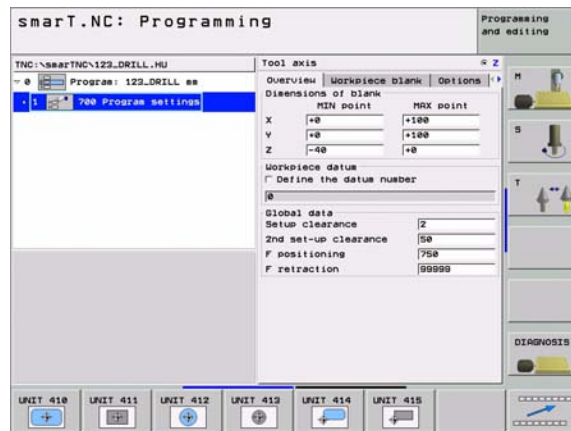 smarT.NC: Programming
Programming and editing
TNC:\smarTNC\123_DRILL.HU
0 Program: 123_DRILL mm
1 700 Program settings
Tool axis Z
Overview Workpiece blank Options
Dimensions of blank
MIN point MAX point
X +0 +100
Y +0 +100
Z -40 +0
Workpiece datum
Define the datum number
0
Global data
Setup clearance 2
2nd set-up clearance 50
F positioning 750
F retraction 99999
M
S
T
DIAGNOSIS
UNIT 410 UNIT 411 UNIT 412 UNIT 413 UNIT 414 UNIT 415